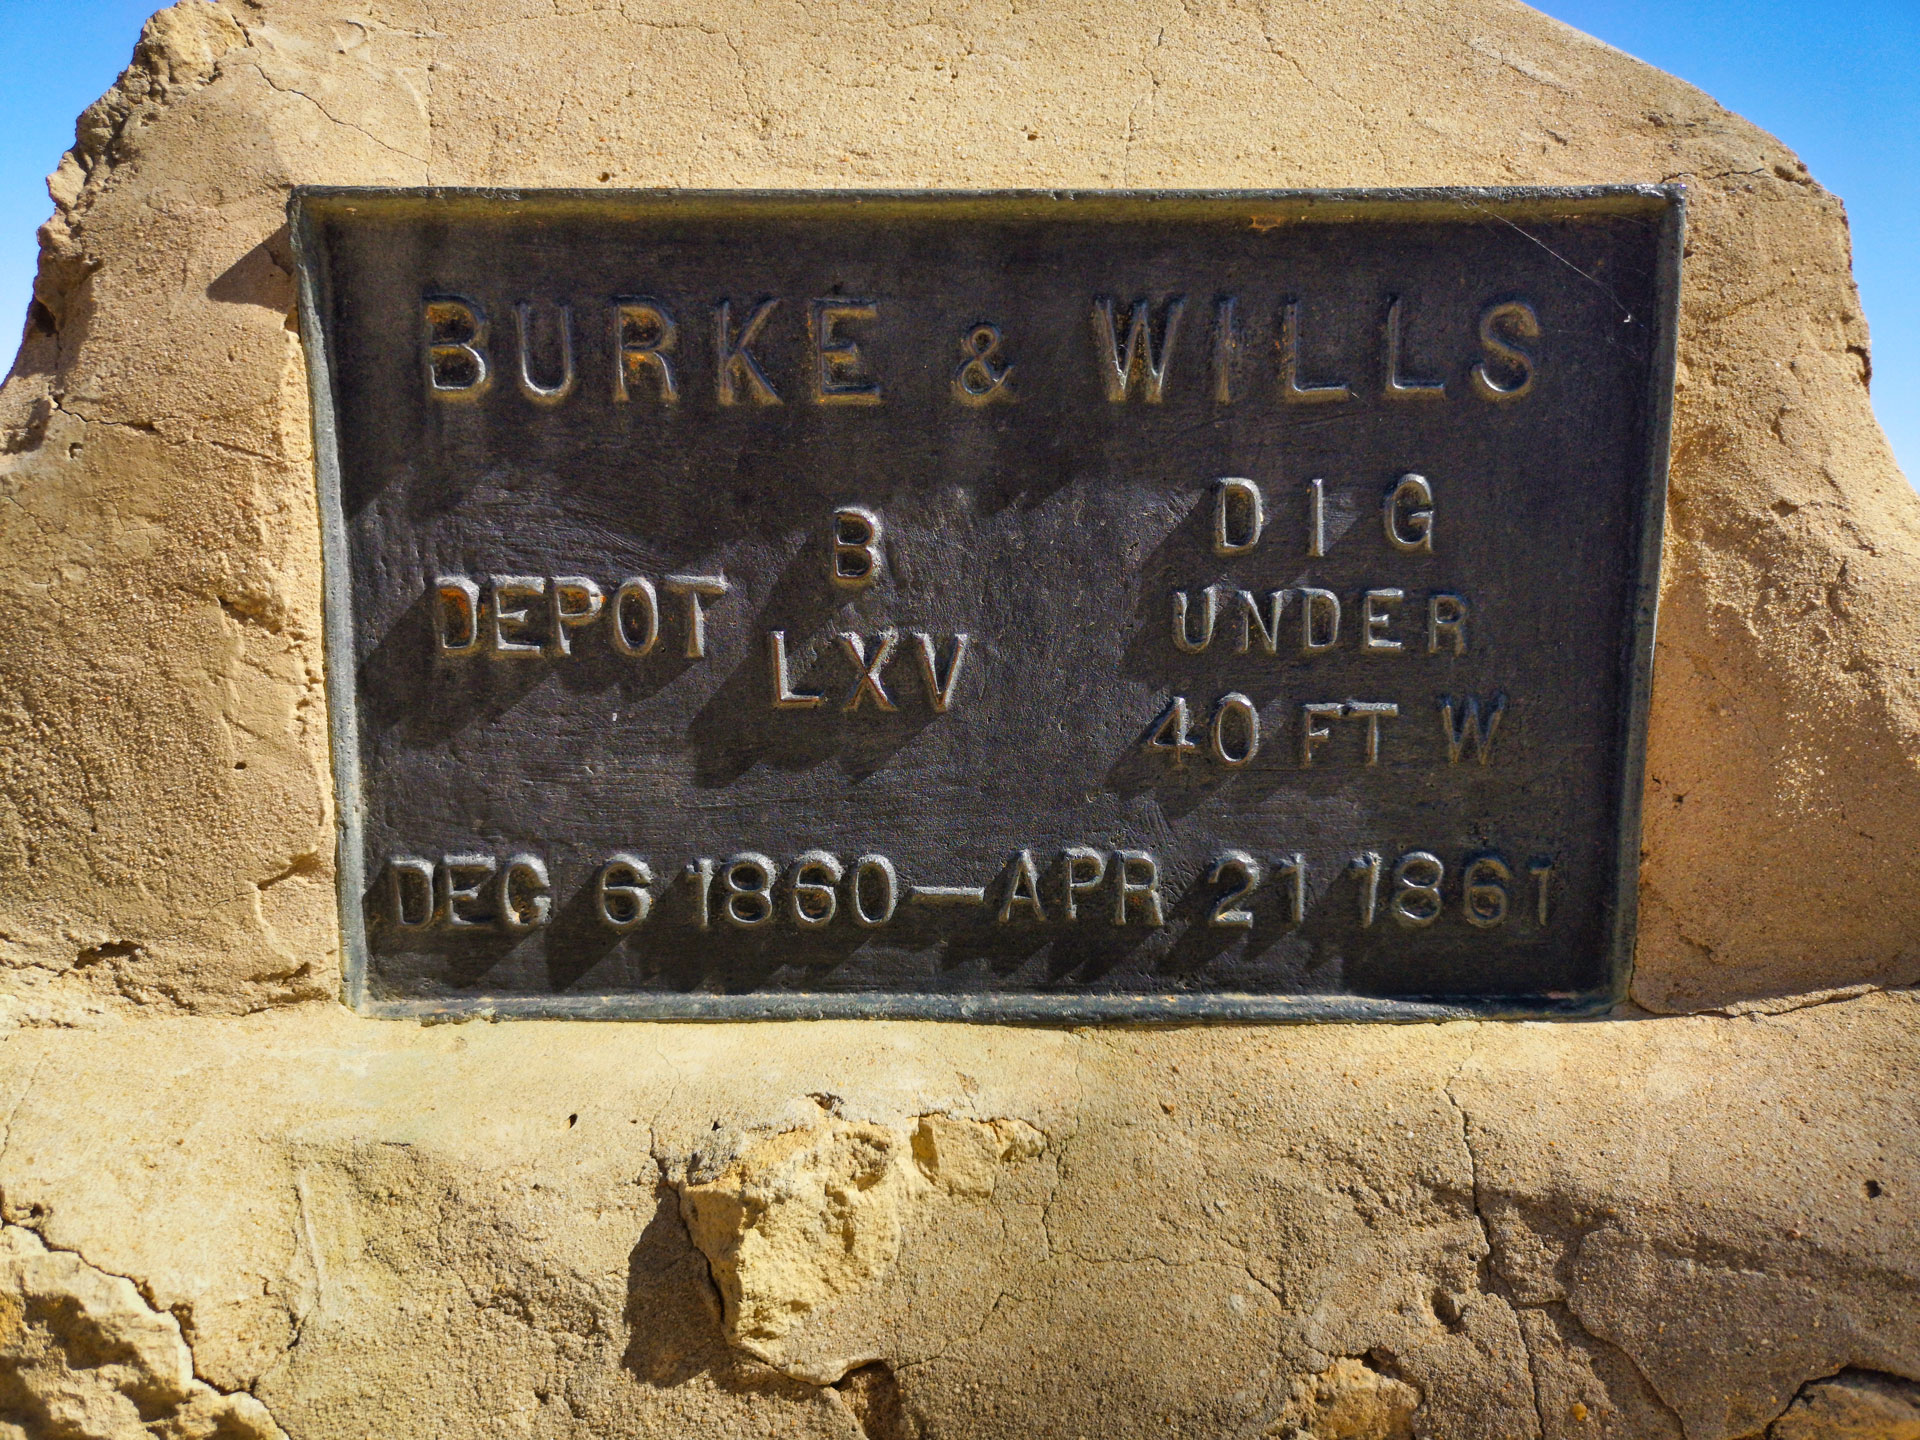 BURKE & WILLS
DEPOT
B
LXV
DIG
UNDER
40 FT W
DEC 6 1860—APR 21 1861